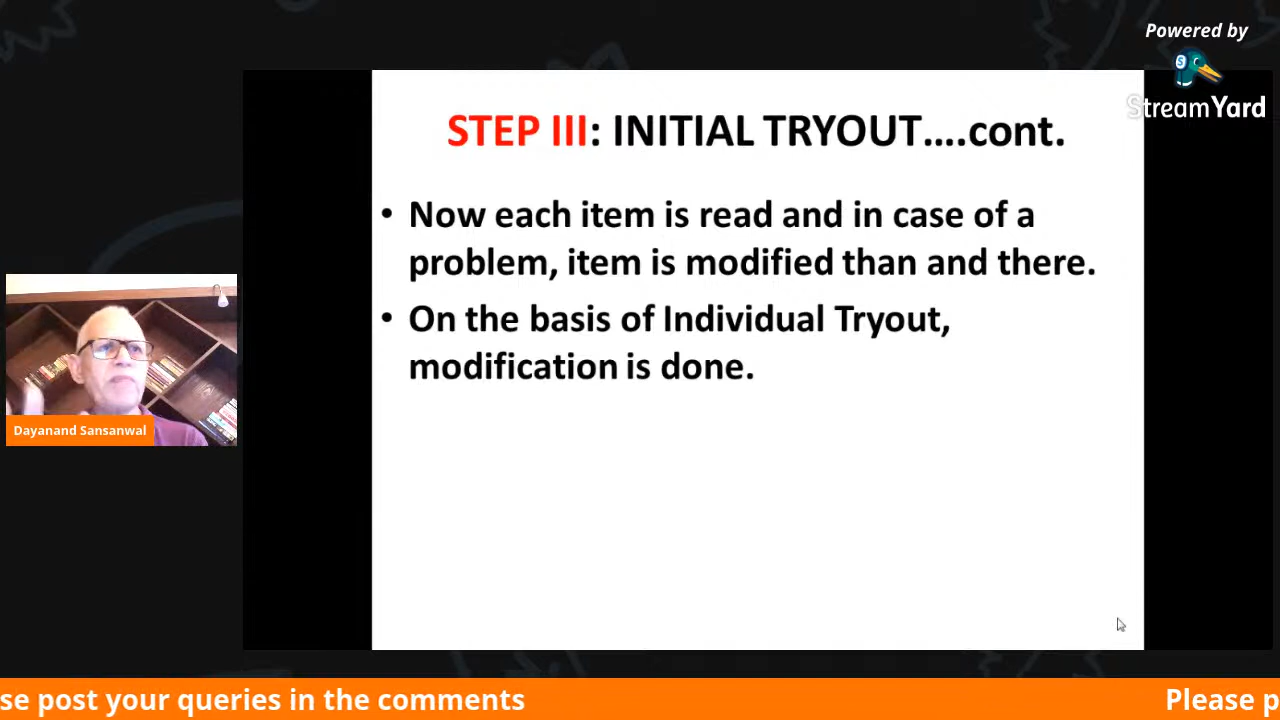 Powered by
StreamYard
STEP III: INITIAL TRYOUT....cont.
• Now each item is read and in case of a
problem, item is modified than and there.
• On the basis of Individual Tryout,
modification is done.
Dayanand Sansanwal
se post your queries in the comments
Please p